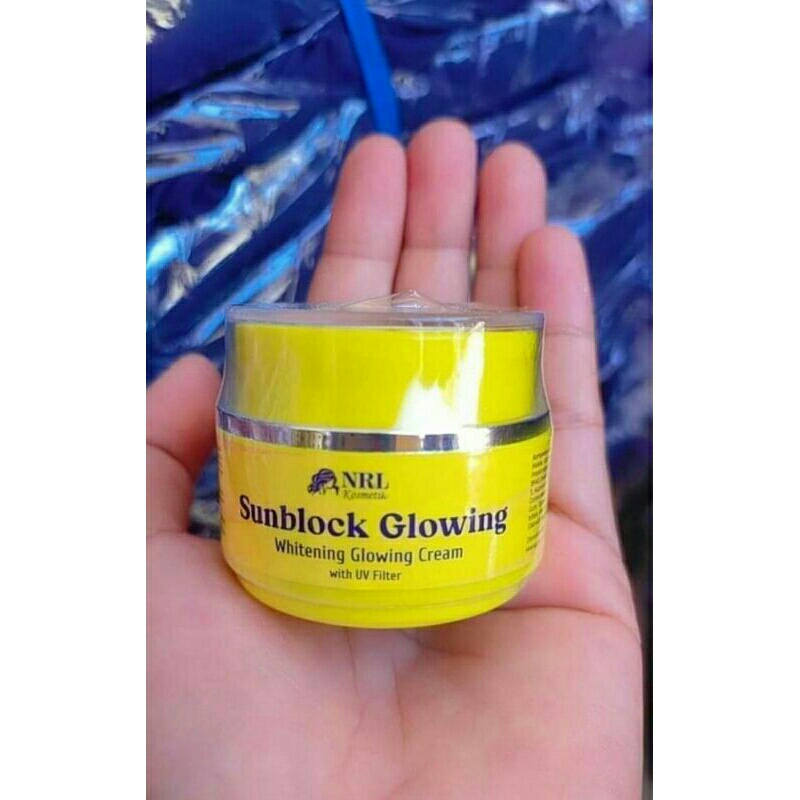 NRL
Kosmetik
Sunblock Glowing
Whitening Glowing Cream
with UV Filter